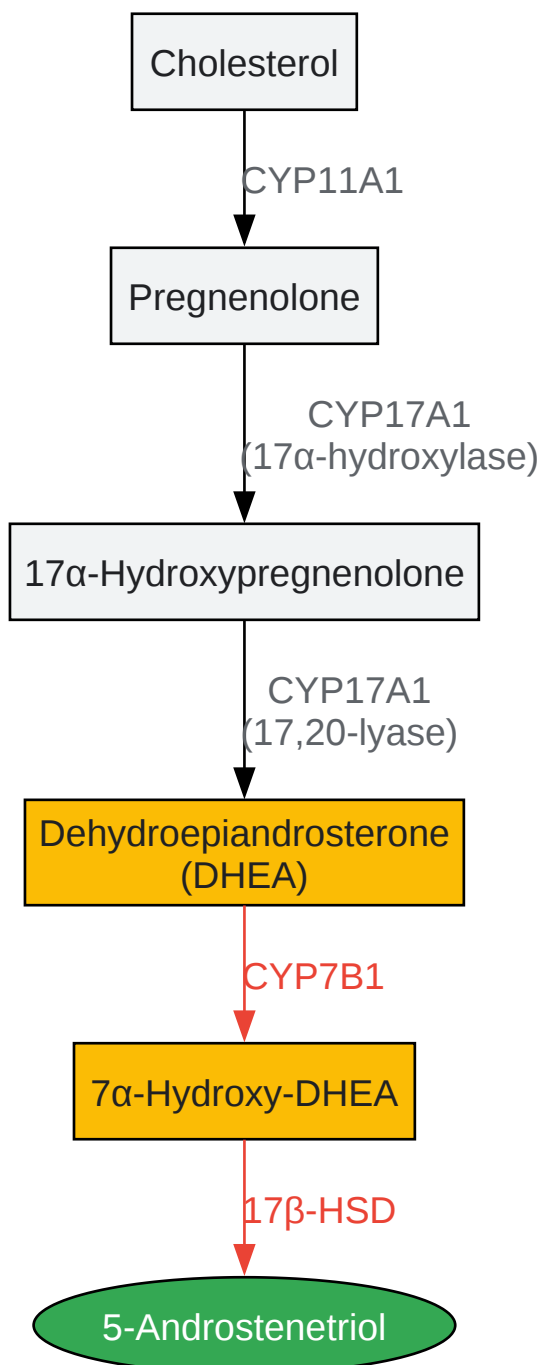 Cholesterol
CYP11A1
Pregnenolone
CYP17A1
(17α-hydroxylase)
17α-Hydroxypregnenolone
CYP17A1
(17,20-lyase)
Dehydroepiandrosterone
(DHEA)
CYP7B1
7α-Hydroxy-DHEA
17β-HSD
5-Androstenetriol